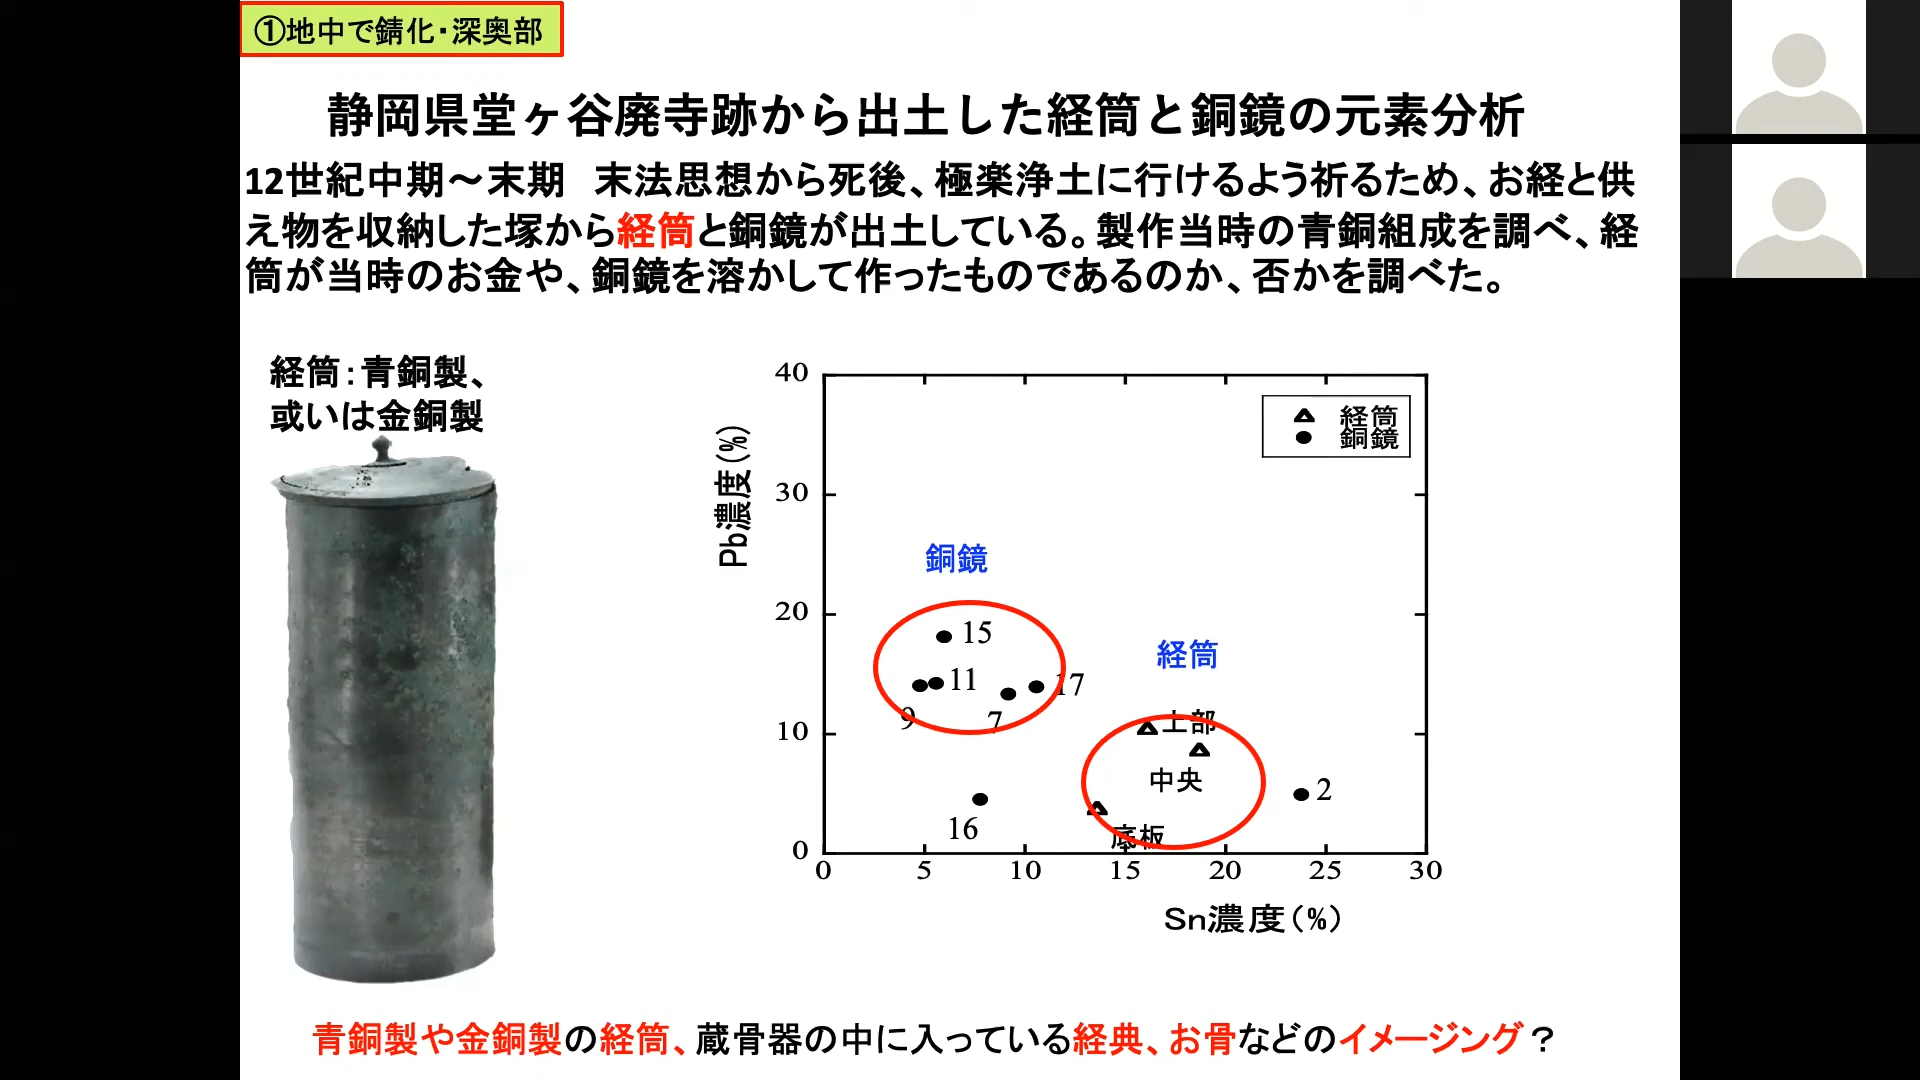 ①地中で錆化・深奥部
静岡県堂ヶ谷廃寺跡から出土した経筒と銅鏡の元素分析
12世紀中期～末期　末法思想から死後、極楽浄土に行けるよう祈るため、お経と供
え物を収納した塚から経筒と銅鏡が出土している。製作当時の青銅組成を調べ、経
筒が当時のお金や、銅鏡を溶かして作ったものであるのか、否かを調べた。
経筒：青銅製、
或いは金銅製
40
30
20
10
0
Pb濃度(%)
経筒
銅鏡
銅鏡
15
11
17
9
7
16
経筒
上部
中央
底板
2
0 5 10 15 20 25 30
Sn濃度(%)
青銅製や金銅製の経筒、蔵骨器の中に入っている経典、お骨などのイメージング？